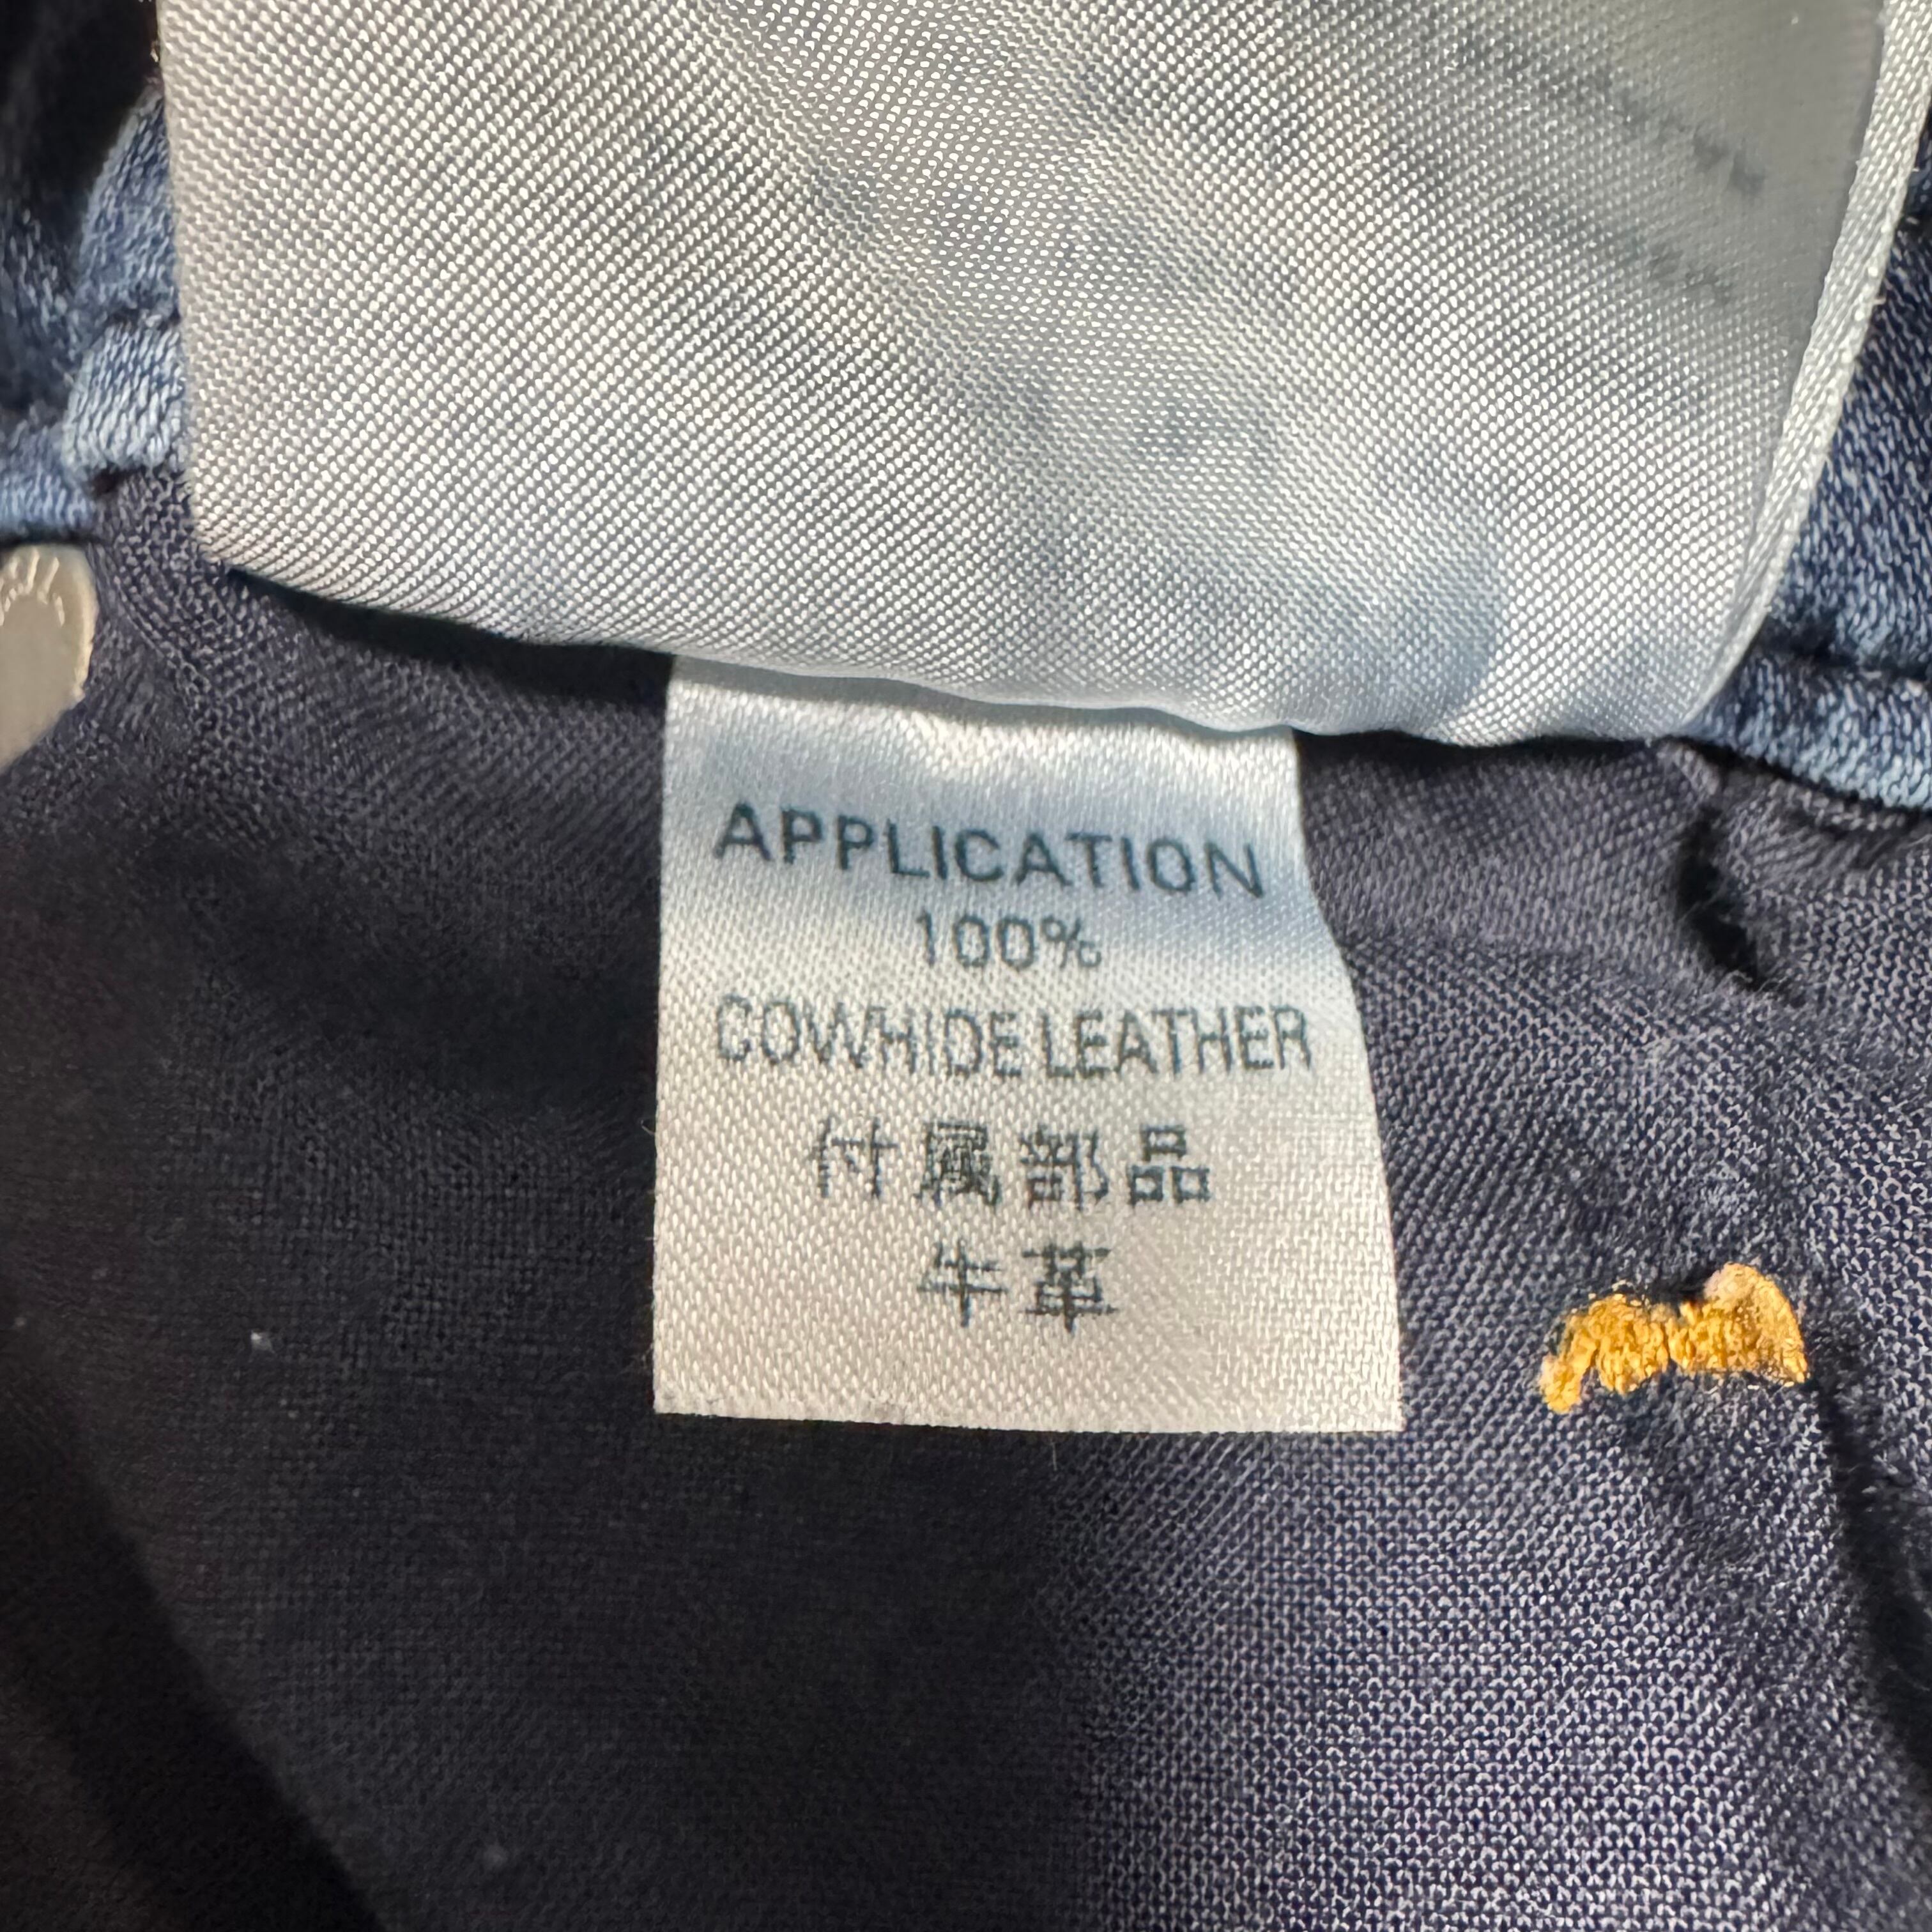 APPLICATION
100%
COWHIDE LEATHER
付属部品
牛革